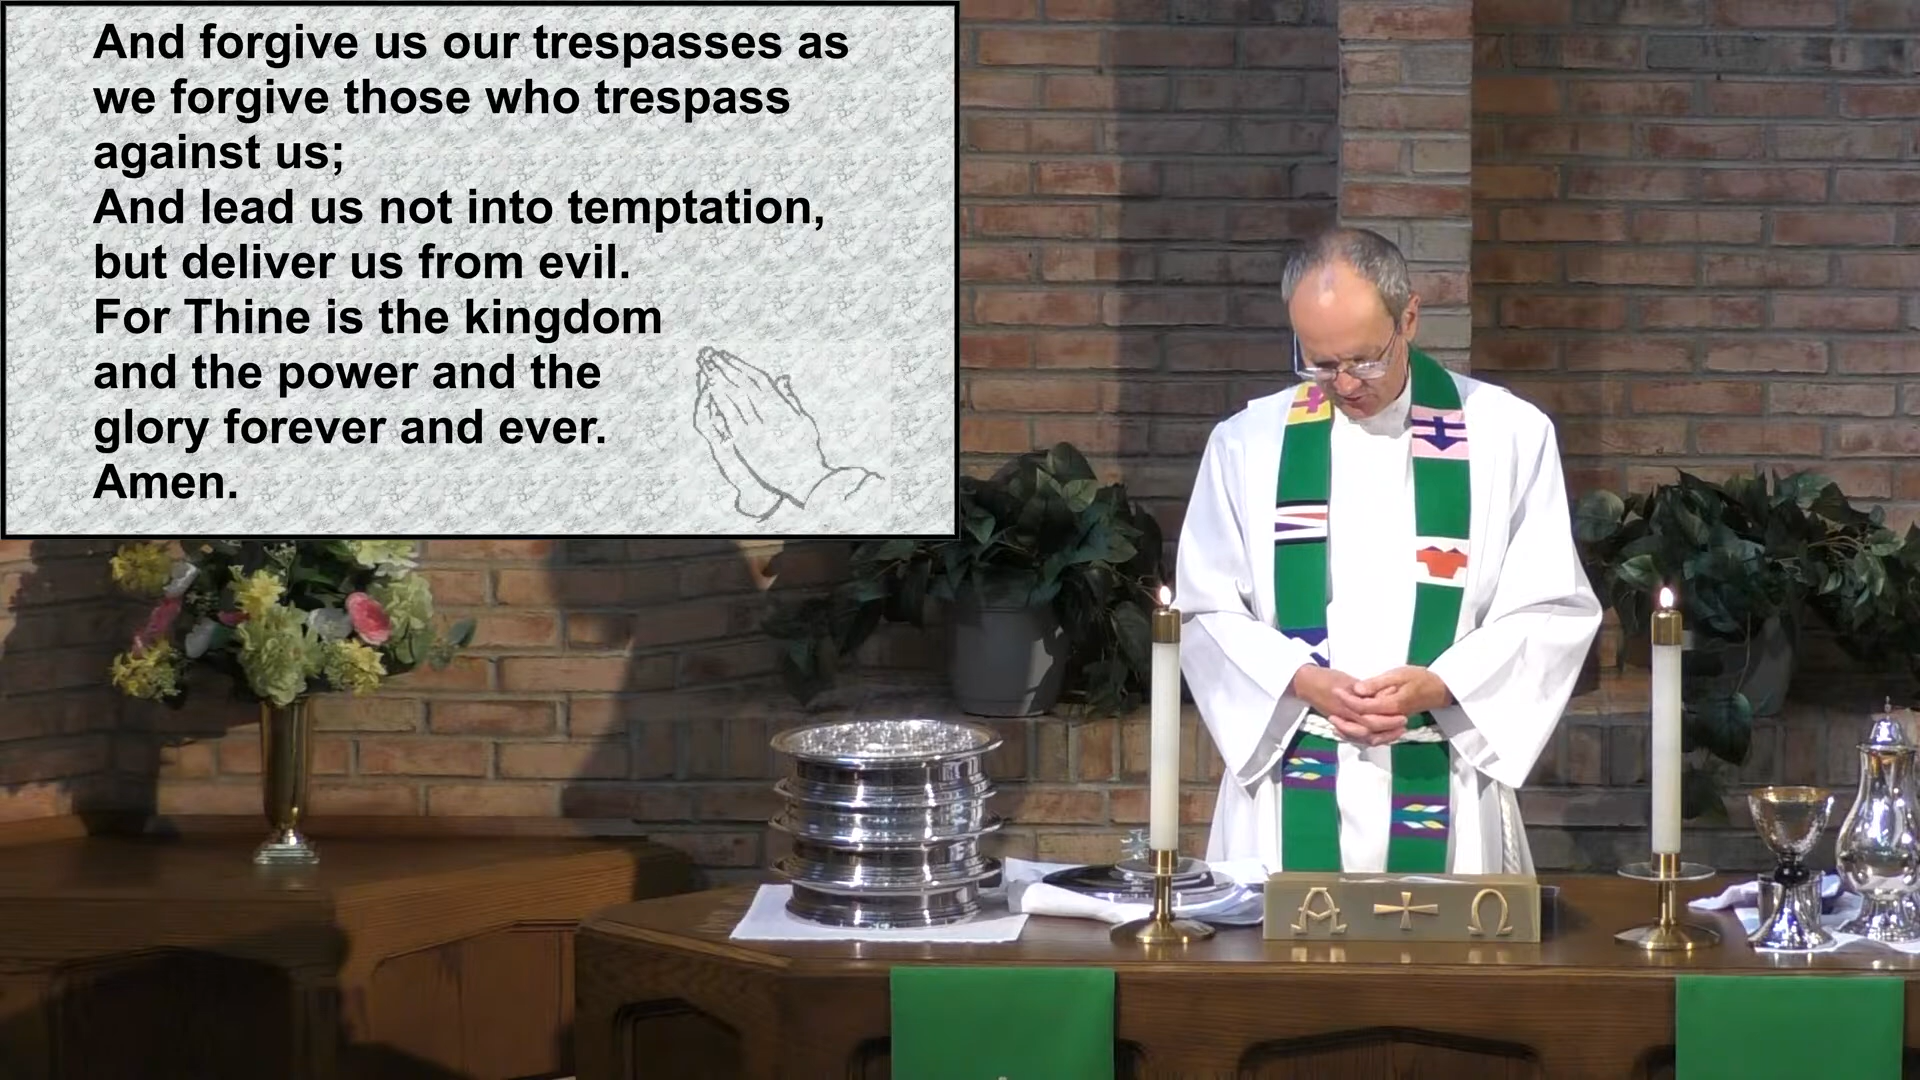 And forgive us our trespasses as
we forgive those who trespass
against us;
And lead us not into temptation,
but deliver us from evil.
For Thine is the kingdom
and the power and the
glory forever and ever.
Amen.
Α Ω